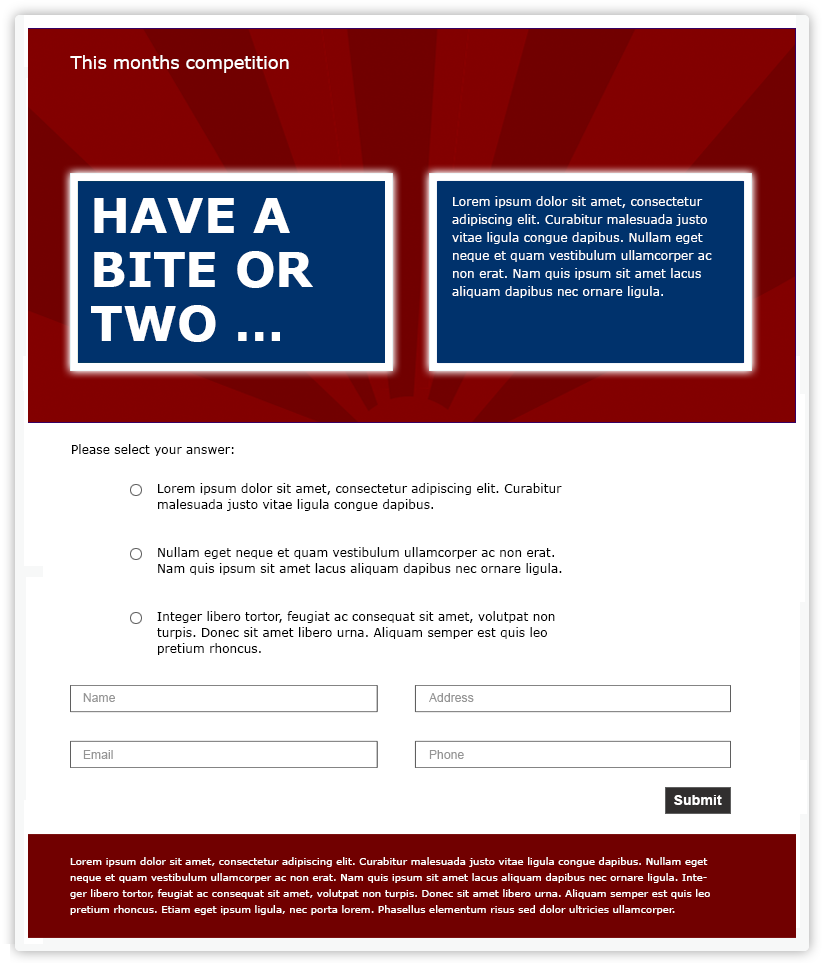 This months competition
HAVE A
BITE OR
TWO ...
Lorem ipsum dolor sit amet, consectetur
adipiscing elit. Curabitur malesuada justo
vitae ligula congue dapibus. Nullam eget
neque et quam vestibulum ullamcorper ac
non erat. Nam quis ipsum sit amet lacus
aliquam dapibus nec ornare ligula.
Please select your answer:
Lorem ipsum dolor sit amet, consectetur adipiscing elit. Curabitur
malesuada justo vitae ligula congue dapibus.
Nullam eget neque et quam vestibulum ullamcorper ac non erat.
Nam quis ipsum sit amet lacus aliquam dapibus nec ornare ligula.
Integer libero tortor, feugiat ac consequat sit amet, volutpat non
turpis. Donec sit amet libero urna. Aliquam semper est quis leo
pretium rhoncus.
Name
Address
Email
Phone
Submit
Lorem ipsum dolor sit amet, consectetur adipiscing elit. Curabitur malesuada justo vitae ligula congue dapibus. Nullam eget
neque et quam vestibulum ullamcorper ac non erat. Nam quis ipsum sit amet lacus aliquam dapibus nec ornare ligula. Inte-
ger libero tortor, feugiat ac consequat sit amet, volutpat non turpis. Donec sit amet libero urna. Aliquam semper est quis leo
pretium rhoncus. Etiam eget ipsum ligula, nec porta lorem. Phasellus elementum risus sed dolor ultricies ullamcorper.